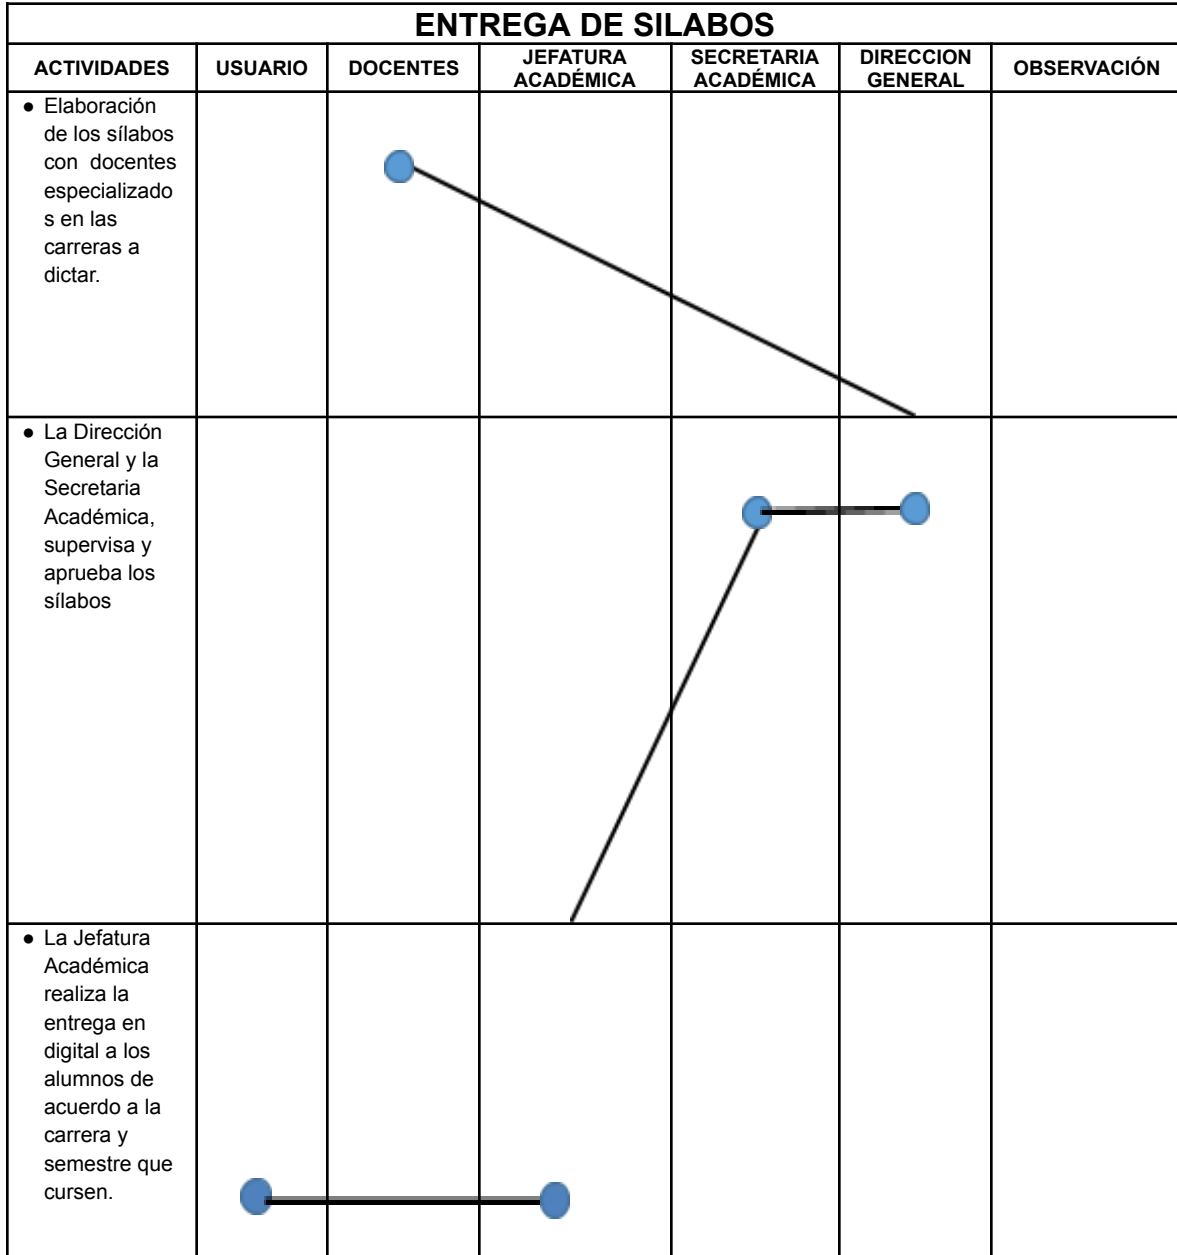 ENTREGA DE SILABOS
ACTIVIDADES
USUARIO
DOCENTES
JEFATURA
ACADÉMICA
SECRETARIA
ACADÉMICA
DIRECCION
GENERAL
OBSERVACIÓN
● Elaboración
de los sílabos
con docentes
especializado
s en las
carreras a
dictar.
● La Dirección
General y la
Secretaria
Académica,
supervisa y
aprueba los
sílabos
● La Jefatura
Académica
realiza la
entrega en
digital a los
alumnos de
acuerdo a la
carrera y
semestre que
cursen.